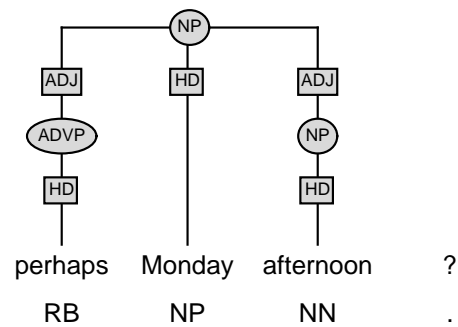 NP
ADJ HD ADJ
ADVP NP
HD HD
perhaps Monday afternoon ?
RB NP NN .